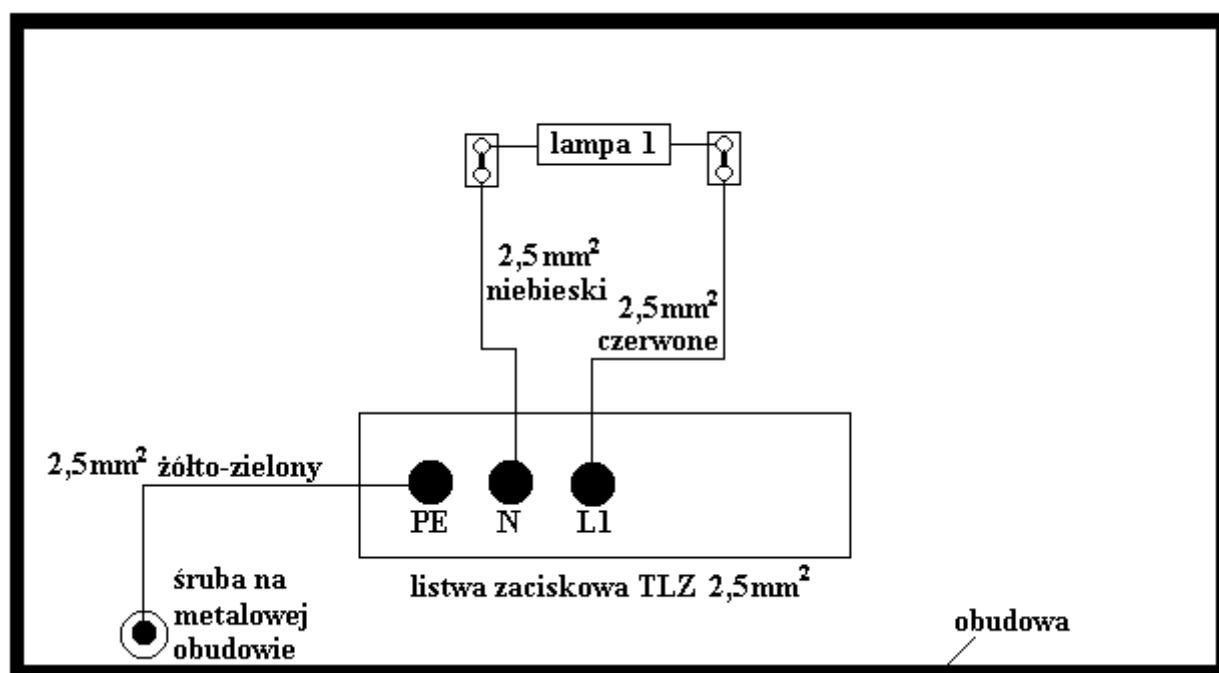 lampa 1
2,5mm²
niebieski
2,5mm²
czerwone
2,5mm² żółto-zielony
PE N L1
śruba na
metalowej
obudowie
listwa zaciskowa TLZ 2,5mm²
obudowa